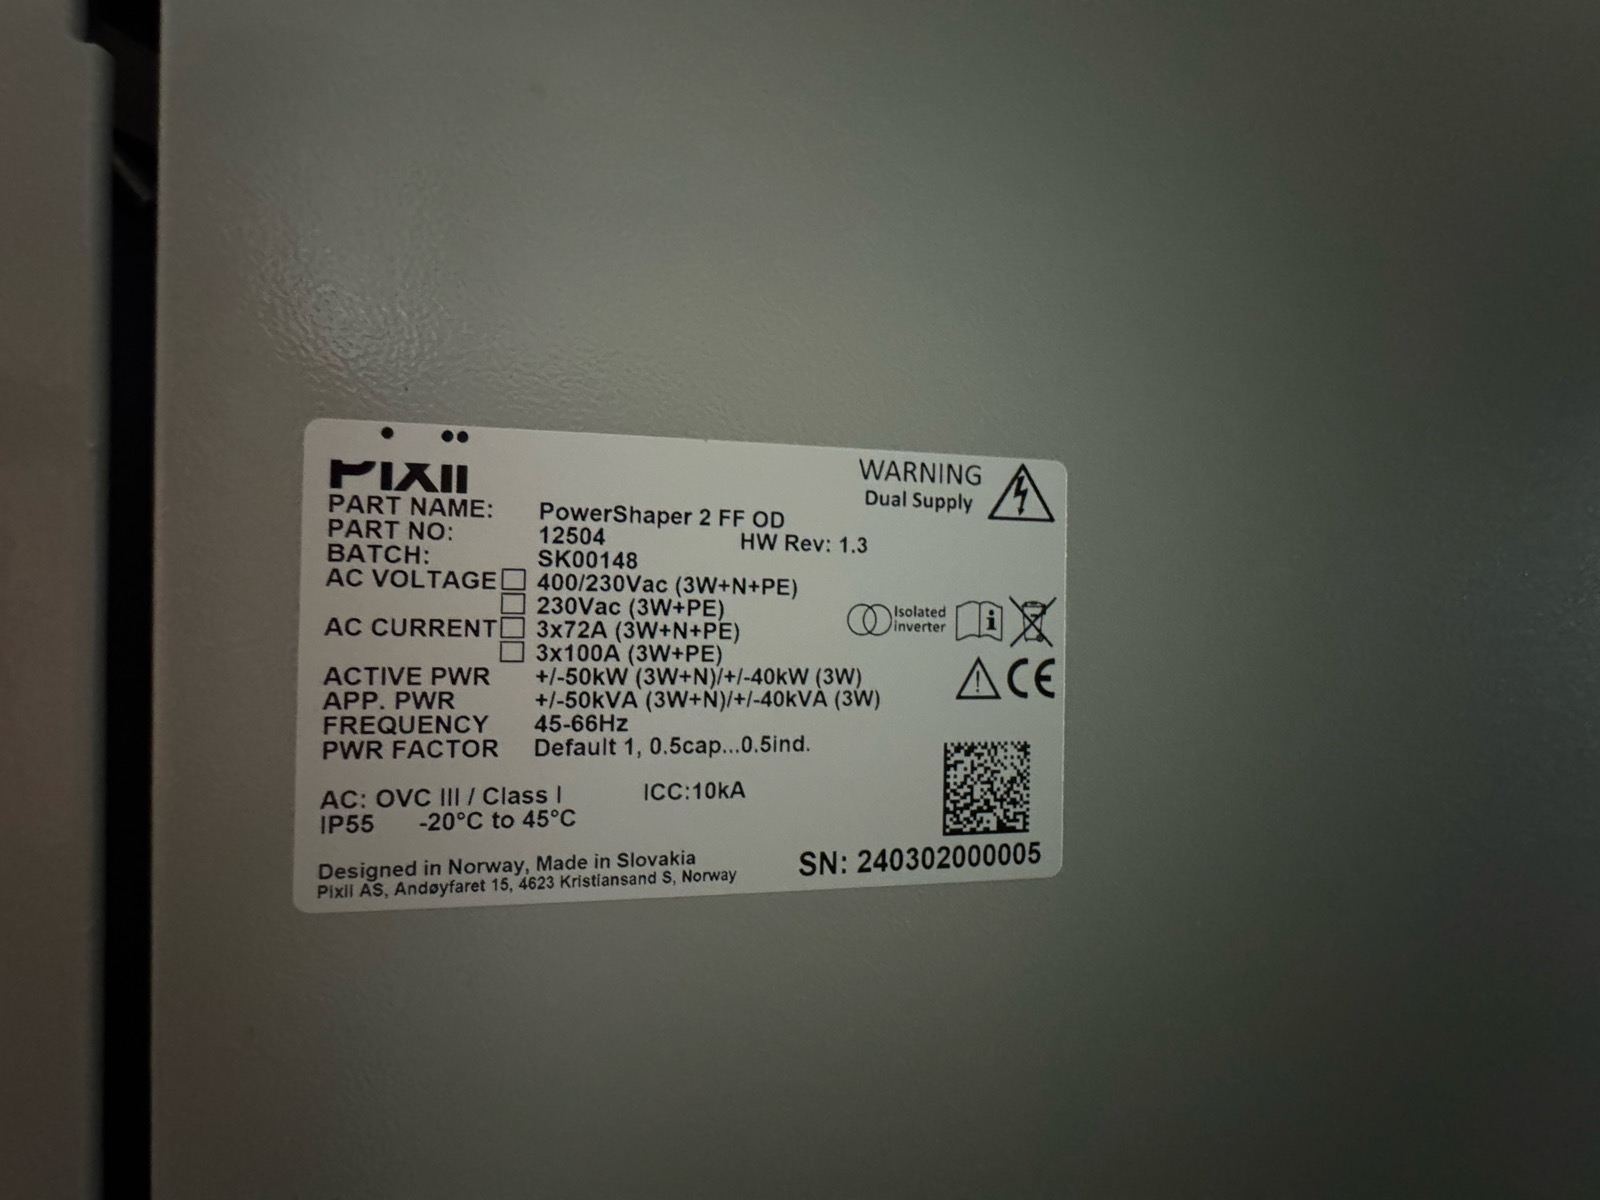 Pixii
WARNING
Dual Supply
PART NAME: PowerShaper 2 FF OD
PART NO: 12504 HW Rev: 1.3
BATCH: SK00148
AC VOLTAGE 400/230Vac (3W+N+PE)
230Vac (3W+PE)
Isolated
inverter
i
AC CURRENT 3x72A (3W+N+PE)
3x100A (3W+PE)
ACTIVE PWR +/-50kW (3W+N)/+/-40kW (3W)
APP. PWR +/-50kVA (3W+N)/+/-40kVA (3W)
CE
FREQUENCY 45-66Hz
PWR FACTOR Default 1, 0.5cap...0.5ind.
AC: OVC III / Class I ICC:10kA
IP55 -20°C to 45°C
Designed in Norway, Made in Slovakia
Pixii AS, Andøyfaret 15, 4623 Kristiansand S, Norway
SN: 240302000005